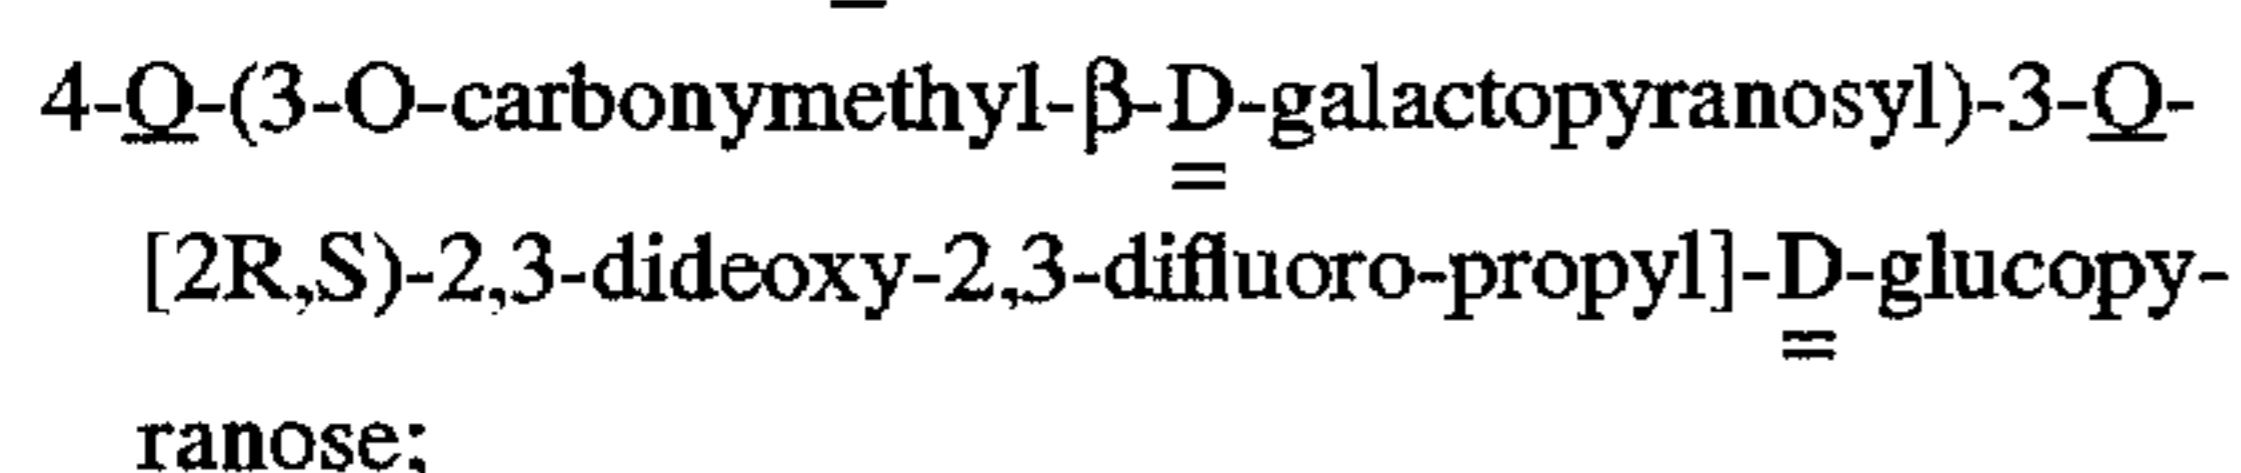 4-O-(3-O-carbonymethyl-β-D-galactopyranosyl)-3-O-
[2R,S)-2,3-dideoxy-2,3-difluoro-propyl]-D-glucopy-
ranose;